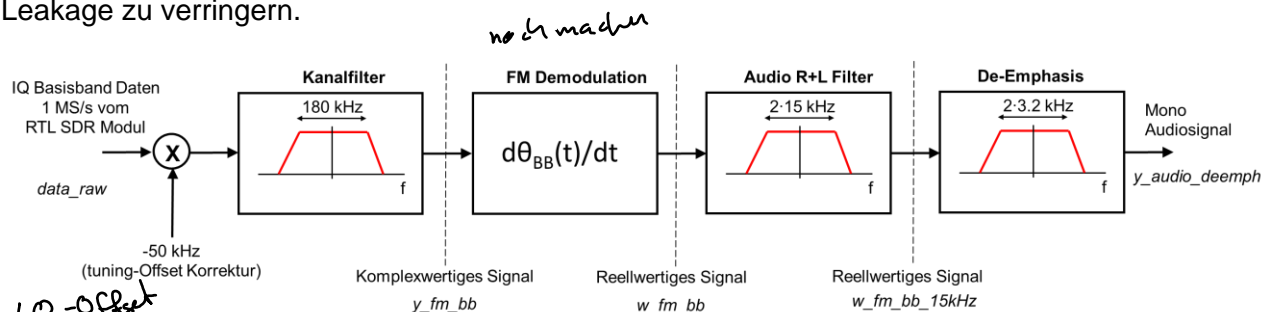 Leakage zu verringern.
noch machen
Kanalfilter
FM Demodulation
Audio R+L Filter
De-Emphasis
IQ Basisband Daten
1 MS/s vom
RTL SDR Modul
180 kHz
2·15 kHz
2·3.2 kHz
Mono
Audiosignal
X
dθBB(t)/dt
f
f
f
data_raw
y_audio_deemph
-50 kHz
(tuning-Offset Korrektur)
Komplexwertiges Signal
Reellwertiges Signal
Reellwertiges Signal
-Offset
y_fm_bb
w_fm_bb
w_fm_bb_15kHz